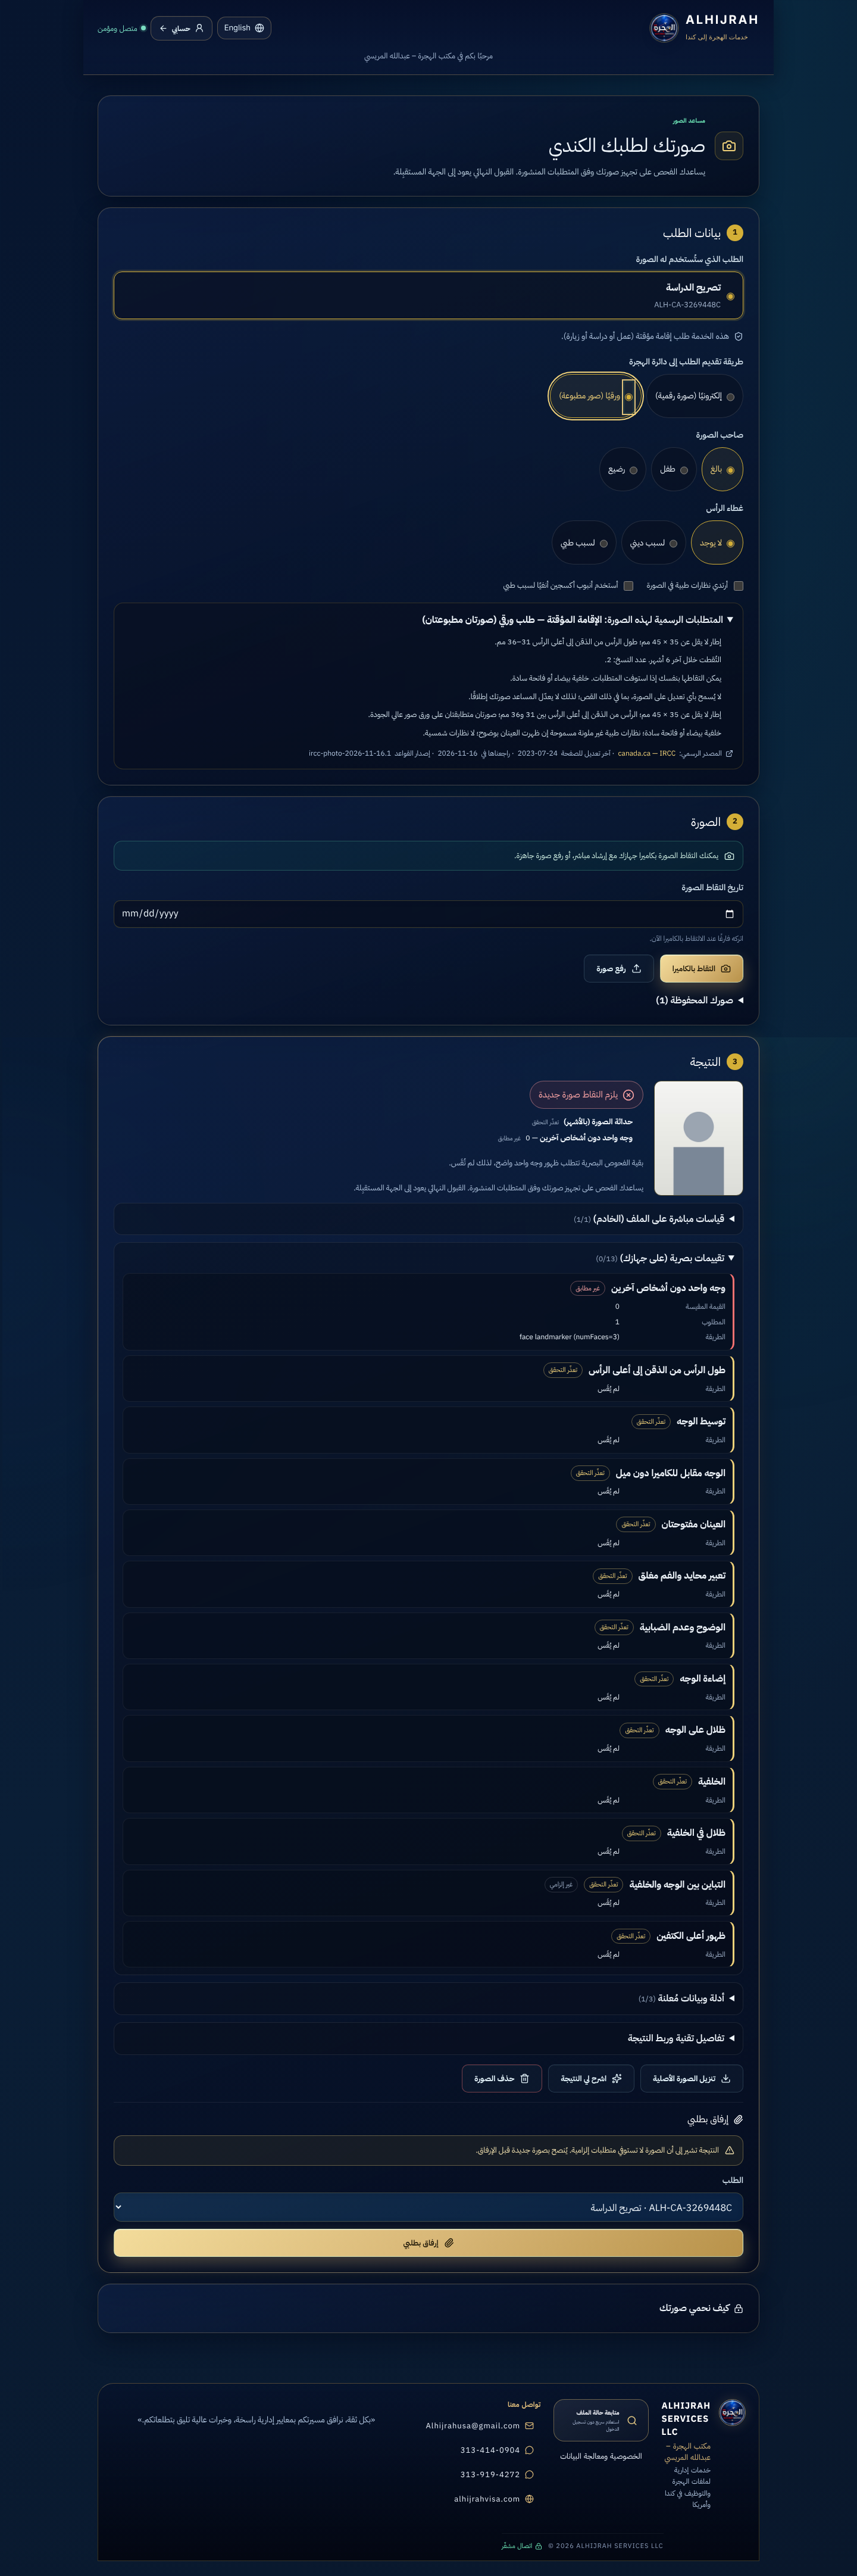 ALHIJRAH
خدمات الهجرة إلى كندا
English
حسابي
متصل ومؤمن
مرحبًا بكم في مكتب الهجرة – عبدالله المريسي
مساعد الصور
صورتك لطلبك الكندي
يساعدك الفحص على تجهيز صورتك وفق المتطلبات المنشورة. القبول النهائي يعود إلى الجهة المستقبِلة.
1
بيانات الطلب
الطلب الذي ستُستخدم له الصورة
تصريح الدراسة
ALH-CA-3269448C
هذه الخدمة طلب إقامة مؤقتة (عمل أو دراسة أو زيارة).
طريقة تقديم الطلب إلى دائرة الهجرة
إلكترونيًا (صورة رقمية)
ورقيًا (صور مطبوعة)
صاحب الصورة
بالغ
طفل
رضيع
غطاء الرأس
لا يوجد
لسبب ديني
لسبب طبي
أرتدي نظارات طبية في الصورة
أستخدم أنبوب أكسجين أنفيًا لسبب طبي
المتطلبات الرسمية لهذه الصورة: الإقامة المؤقتة — طلب ورقي (صورتان مطبوعتان)
إطار لا يقل عن 35 × 45 مم؛ طول الرأس من الذقن إلى أعلى الرأس 31–36 مم.
التُقطت خلال آخر 6 أشهر. عدد النسخ: 2.
يمكن التقاطها بنفسك إذا استوفت المتطلبات. خلفية بيضاء أو فاتحة سادة.
لا يُسمح بأي تعديل على الصورة، بما في ذلك القص؛ لذلك لا يعدّل المساعد صورتك إطلاقًا.
إطار لا يقل عن 35 × 45 مم؛ الرأس من الذقن إلى أعلى الرأس بين 31 و36 مم؛ صورتان متطابقتان على ورق صور عالي الجودة.
خلفية بيضاء أو فاتحة سادة؛ نظارات طبية غير ملونة مسموحة إن ظهرت العينان بوضوح؛ لا نظارات شمسية.
المصدر الرسمي: canada.ca — IRCC · آخر تعديل للصفحة 2023-07-24 · راجعناها في 2026-11-16 · إصدار القواعد ircc-photo-2026-11-16.1
2
الصورة
يمكنك التقاط الصورة بكاميرا جهازك مع إرشاد مباشر، أو رفع صورة جاهزة.
تاريخ التقاط الصورة
mm/dd/yyyy
اتركه فارغًا عند الالتقاط بالكاميرا الآن.
التقاط بالكاميرا
رفع صورة
صورك المحفوظة (1)
3
النتيجة
يلزم التقاط صورة جديدة
حداثة الصورة (بالأشهر) تعذّر التحقق
وجه واحد دون أشخاص آخرين — 0 غير مطابق
بقية الفحوص البصرية تتطلب ظهور وجه واحد واضح، لذلك لم تُقَس.
يساعدك الفحص على تجهيز صورتك وفق المتطلبات المنشورة. القبول النهائي يعود إلى الجهة المستقبِلة.
قياسات مباشرة على الملف (الخادم) (1/1)
تقييمات بصرية (على جهازك) (0/13)
وجه واحد دون أشخاص آخرين غير مطابق
القيمة المقيسة 0
المطلوب 1
الطريقة face landmarker (numFaces=3)
طول الرأس من الذقن إلى أعلى الرأس تعذّر التحقق
الطريقة لم يُقَس
توسيط الوجه تعذّر التحقق
الطريقة لم يُقَس
الوجه مقابل للكاميرا دون ميل تعذّر التحقق
الطريقة لم يُقَس
العينان مفتوحتان تعذّر التحقق
الطريقة لم يُقَس
تعبير محايد والفم مغلق تعذّر التحقق
الطريقة لم يُقَس
الوضوح وعدم الضبابية تعذّر التحقق
الطريقة لم يُقَس
إضاءة الوجه تعذّر التحقق
الطريقة لم يُقَس
ظلال على الوجه تعذّر التحقق
الطريقة لم يُقَس
الخلفية تعذّر التحقق
الطريقة لم يُقَس
ظلال في الخلفية تعذّر التحقق
الطريقة لم يُقَس
التباين بين الوجه والخلفية تعذّر التحقق غير إلزامي
الطريقة لم يُقَس
ظهور أعلى الكتفين تعذّر التحقق
الطريقة لم يُقَس
أدلة وبيانات مُعلنة (1/3)
تفاصيل تقنية وربط النتيجة
تنزيل الصورة الأصلية
اشرح لي النتيجة
حذف الصورة
إرفاق بطلبي
النتيجة تشير إلى أن الصورة لا تستوفي متطلبات إلزامية. يُنصح بصورة جديدة قبل الإرفاق.
الطلب
ALH-CA-3269448C · تصريح الدراسة
إرفاق بطلبي
كيف نحمي صورتك
ALHIJRAH
SERVICES
LLC
مكتب الهجرة –
عبدالله المريسي
خدمات إدارية
لملفات الهجرة
والتوظيف في كندا
وأمريكا
متابعة حالة الملف
استعلام سريع دون تسجيل
الدخول
الخصوصية ومعالجة البيانات
تواصل معنا
Alhijrahusa@gmail.com
313-414-0904
313-919-4272
alhijrahvisa.com
«بكل ثقة، نرافق مسيرتكم بمعايير إدارية راسخة، وخبرات عالية تليق بتطلعاتكم.»
© 2026 ALHIJRAH SERVICES LLC
اتصال مشفّر